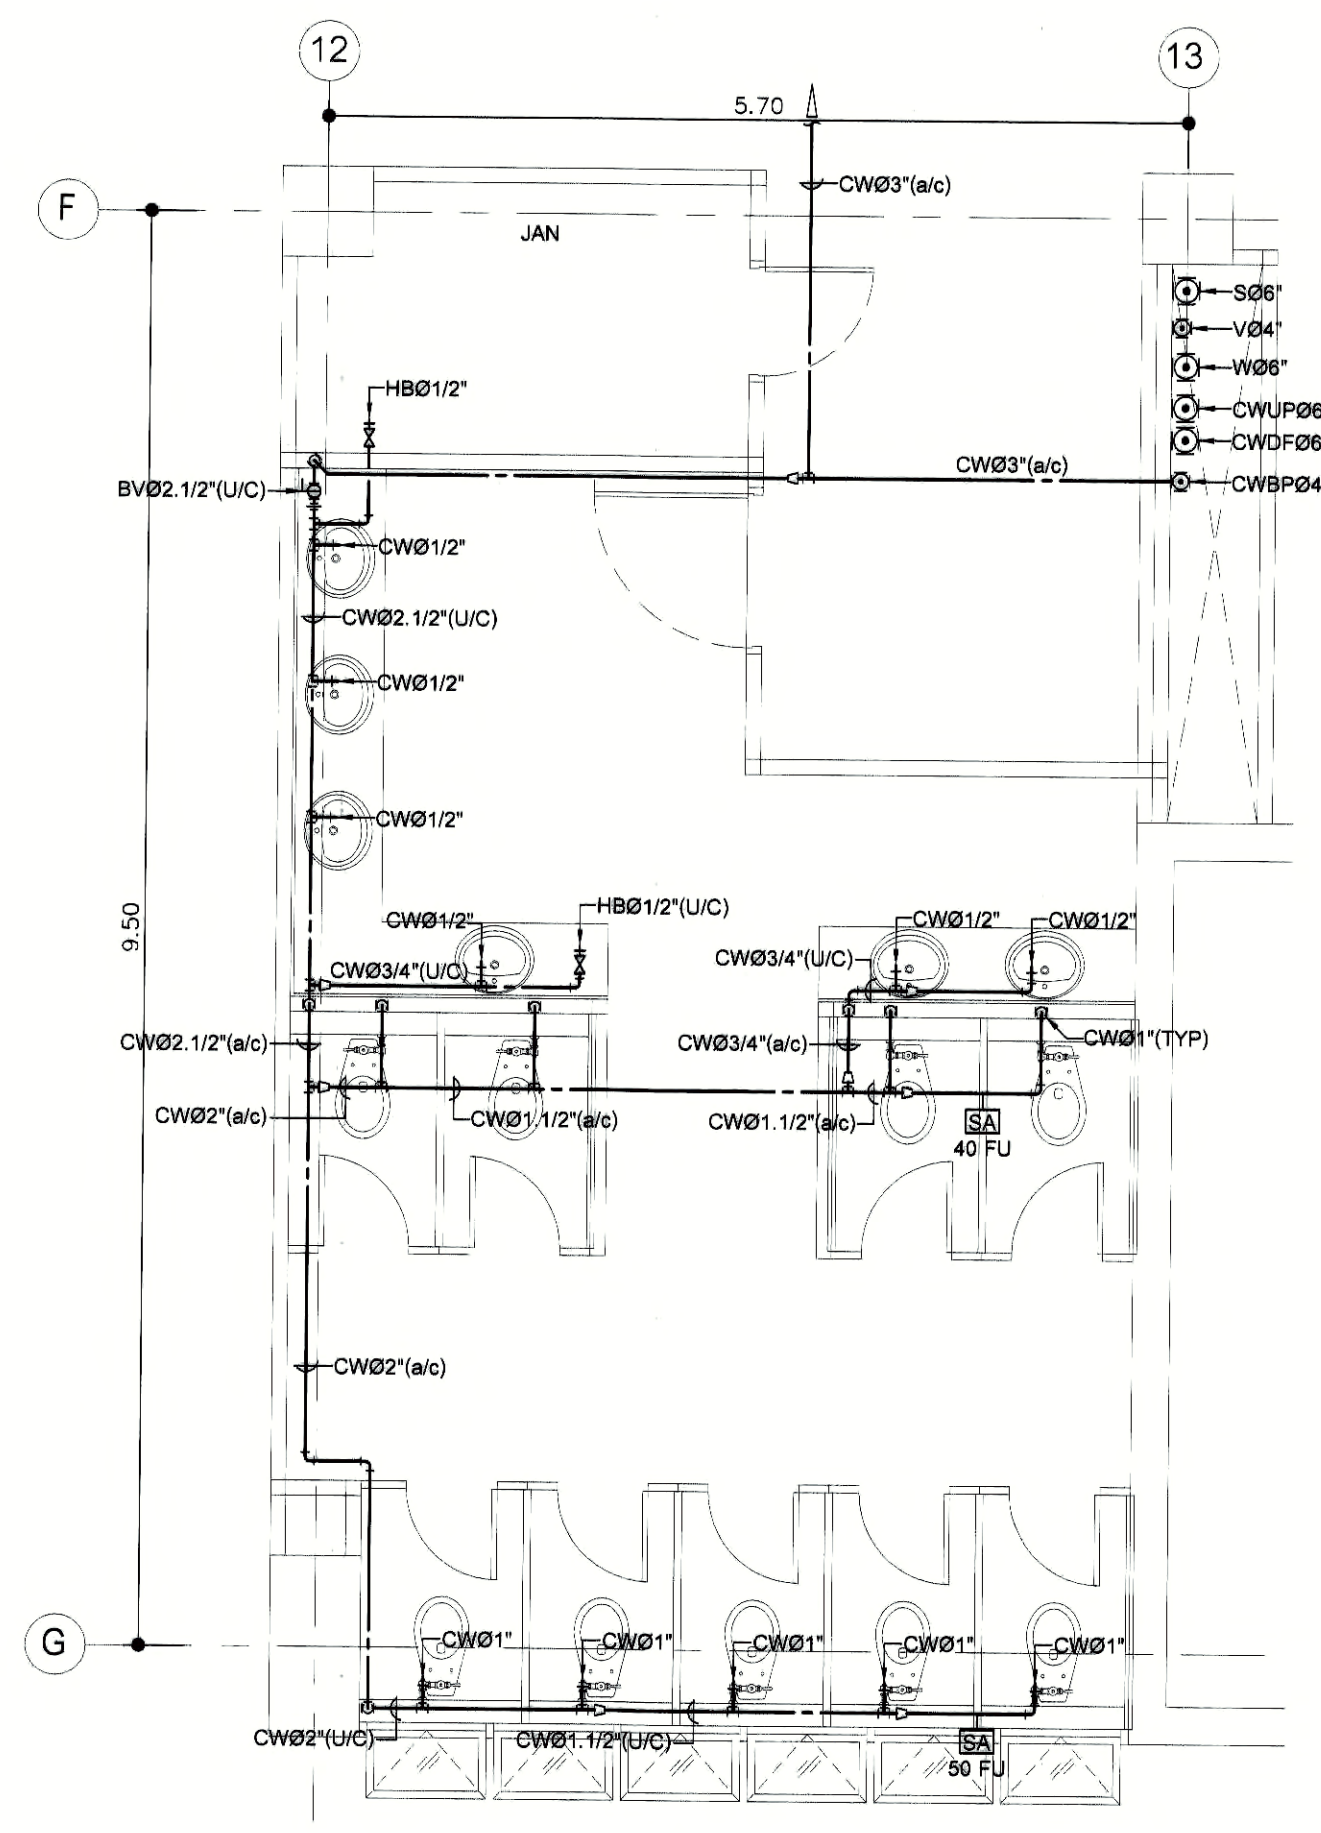 12
13
5.70
CWØ3"(a/c)
F
JAN
SØ6"
VØ4"
WØ6"
HBØ1/2"
CWUPØ6
CWDFØ6
CWØ3"(a/c)
BVØ2.1/2"(U/C)
CWBPØ4
CWØ1/2"
CWØ2.1/2"(U/C)
CWØ1/2"
CWØ1/2"
9.50
CWØ1/2"
HBØ1/2"(U/C)
CWØ1/2"
CWØ1/2"
CWØ3/4"(U/C)
CWØ3/4"(U/C)
CWØ2.1/2"(a/c)
CWØ3/4"(a/c)
CWØ1"(TYP)
CWØ2"(a/c)
CWØ1.1/2"(a/c)
CWØ1.1/2"(a/c)
SA
40 FU
CWØ2"(a/c)
G
CWØ1"
CWØ1"
CWØ1"
CWØ1"
CWØ1"
CWØ2"(U/C)
CWØ1.1/2"(U/C)
SA
50 FU